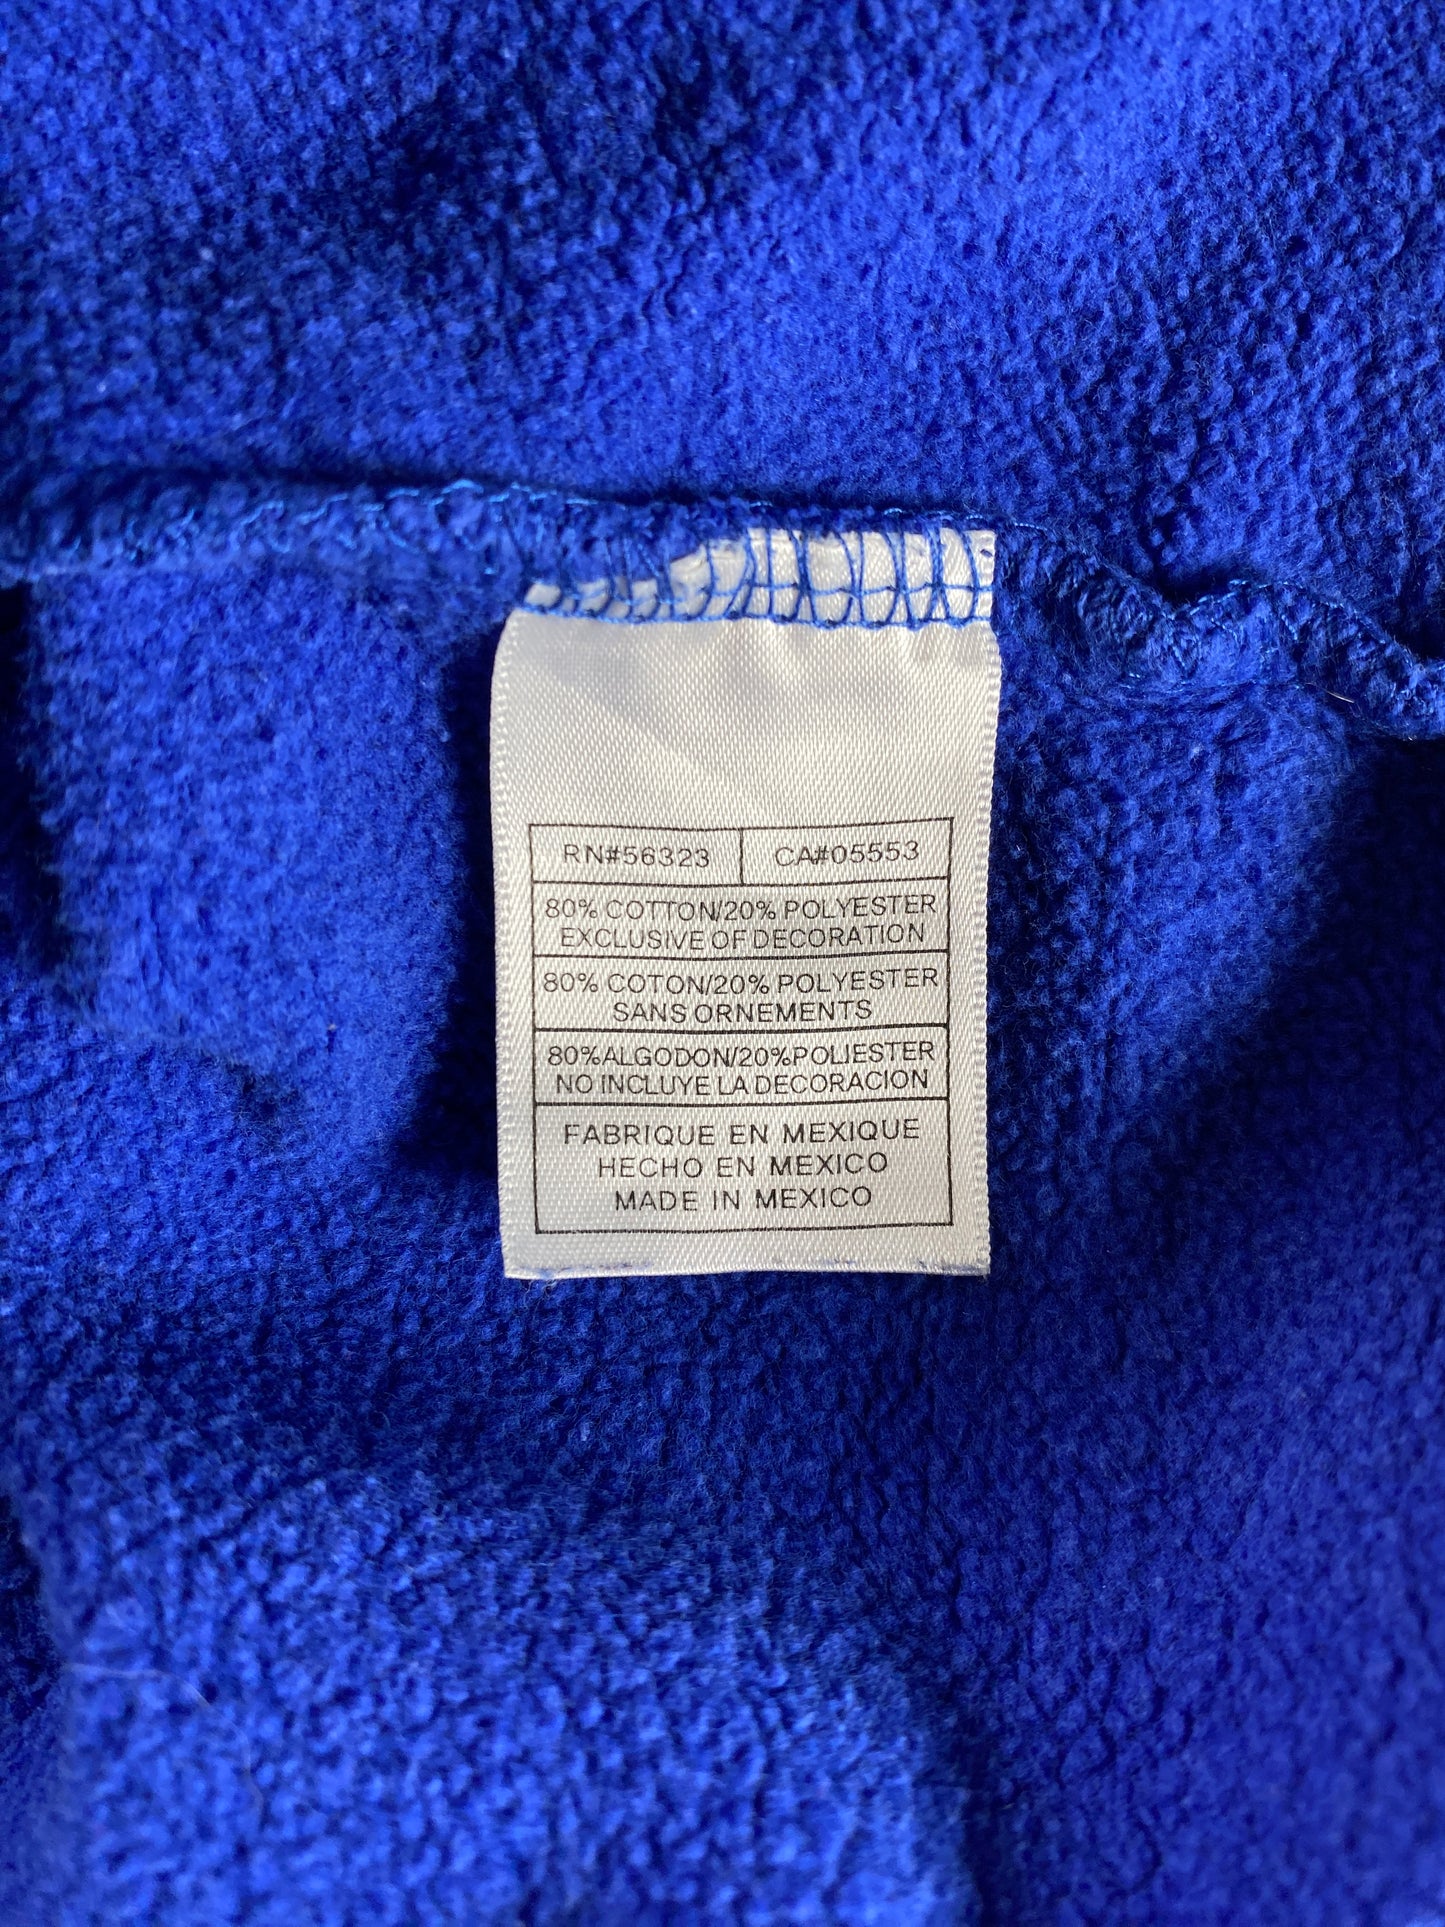 RN#56323 CA#05553
80% COTTON/20% POLYESTER
EXCLUSIVE OF DECORATION
80% COTON/20% POLYESTER
SANS ORNEMENTS
80%ALGODON/20%POLIESTER
NO INCLUYE LA DECORACION
FABRIQUE EN MEXIQUE
HECHO EN MEXICO
MADE IN MEXICO